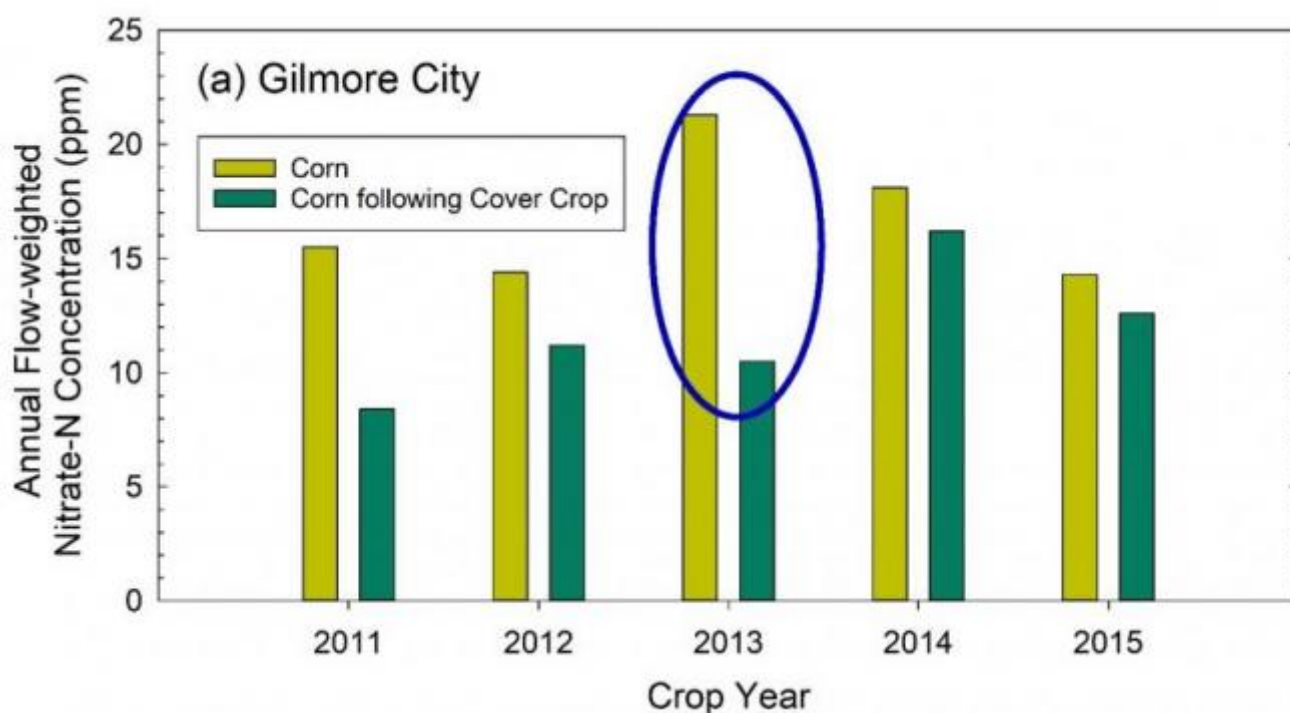 (a) Gilmore City
Corn
Corn following Cover Crop
Annual Flow-weighted
Nitrate-N Concentration (ppm)
25
20
15
10
5
0
2011 2012 2013 2014 2015
Crop Year